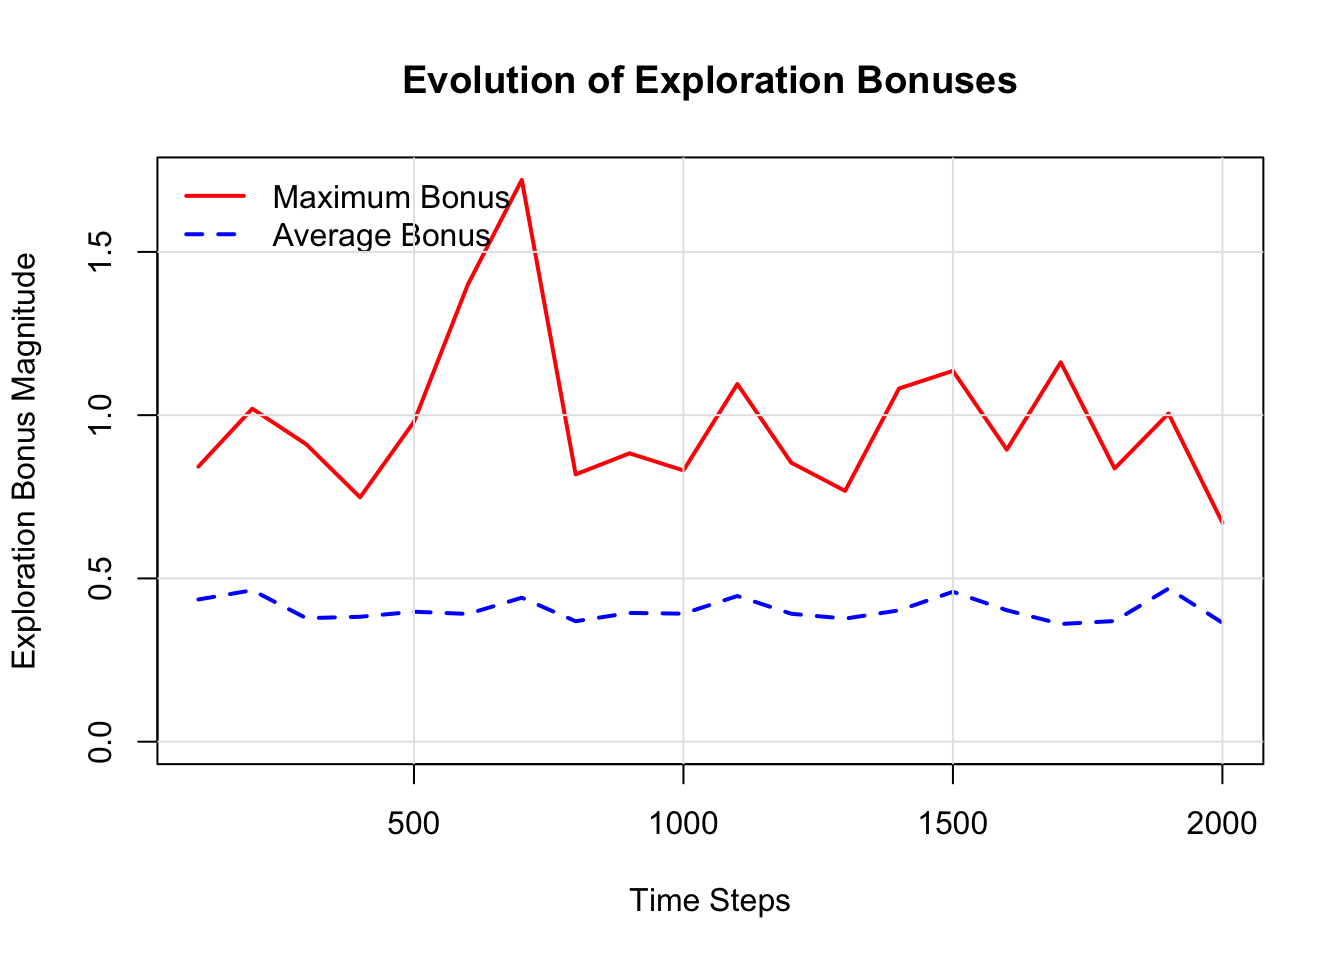 Evolution of Exploration Bonuses
Maximum Bonus
Average Bonus
Exploration Bonus Magnitude
1.5
1.0
0.5
0.0
500 1000 1500 2000
Time Steps